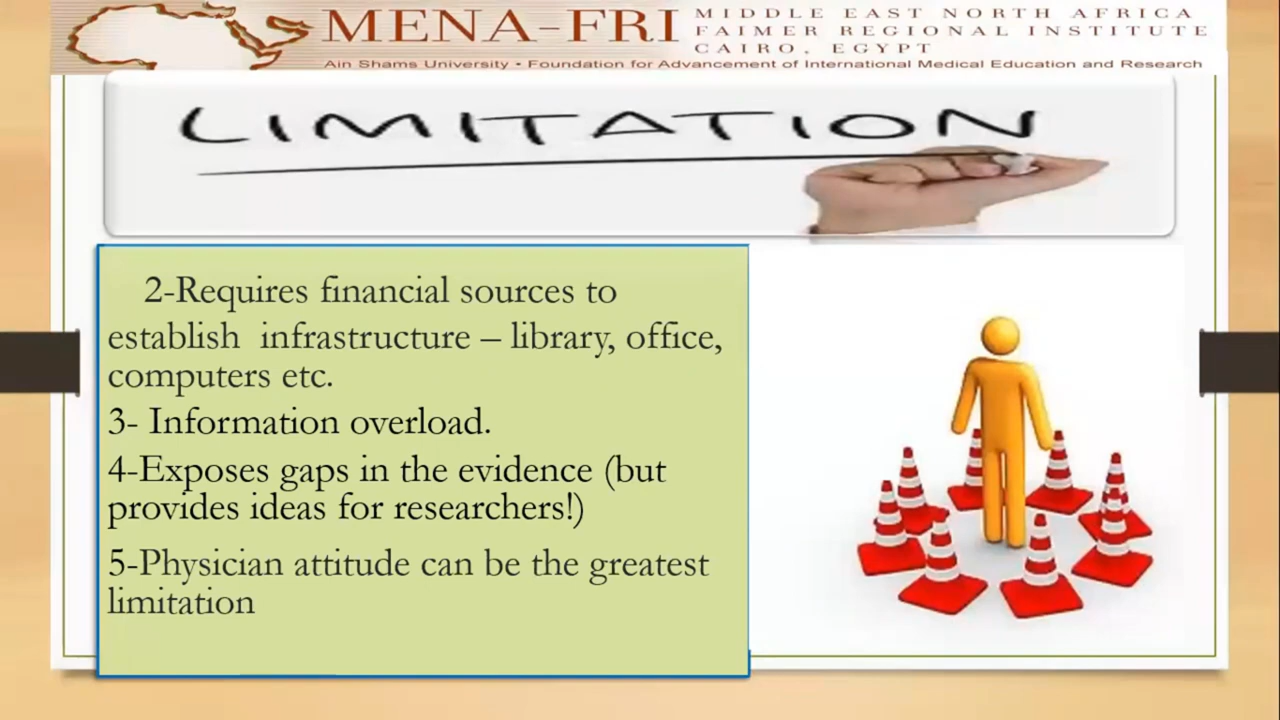 MENA-FRI
MIDDLE EAST NORTH AFRICA
FAIMER REGIONAL INSTITUTE
CAIRO, EGYPT
Ain Shams University • Foundation for Advancement of International Medical Education and Research
LIMITATION
2-Requires financial sources to
establish infrastructure – library, office,
computers etc.
3- Information overload.
4-Exposes gaps in the evidence (but
provides ideas for researchers!)
5-Physician attitude can be the greatest
limitation